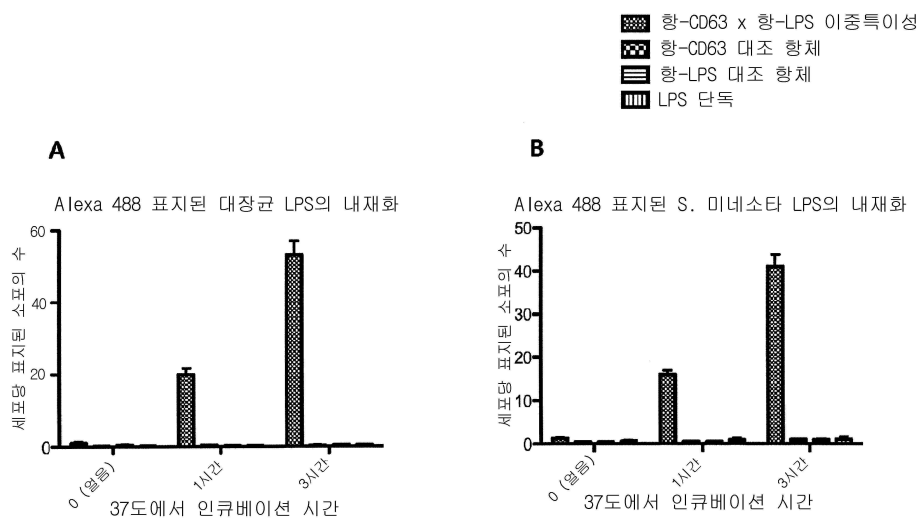 항-CD63 x 항-LPS 이중특이성
항-CD63 대조 항체
항-LPS 대조 항체
LPS 단독
A
Alexa 488 표지된 대장균 LPS의 내재화
세포당 표지된 소포의 수
60
40
20
0
0 (얼음)
1시간
3시간
37도에서 인큐베이션 시간
B
Alexa 488 표지된 S. 미네소타 LPS의 내재화
세포당 표지된 소포의 수
50
40
30
20
10
0
0 (얼음)
1시간
3시간
37도에서 인큐베이션 시간